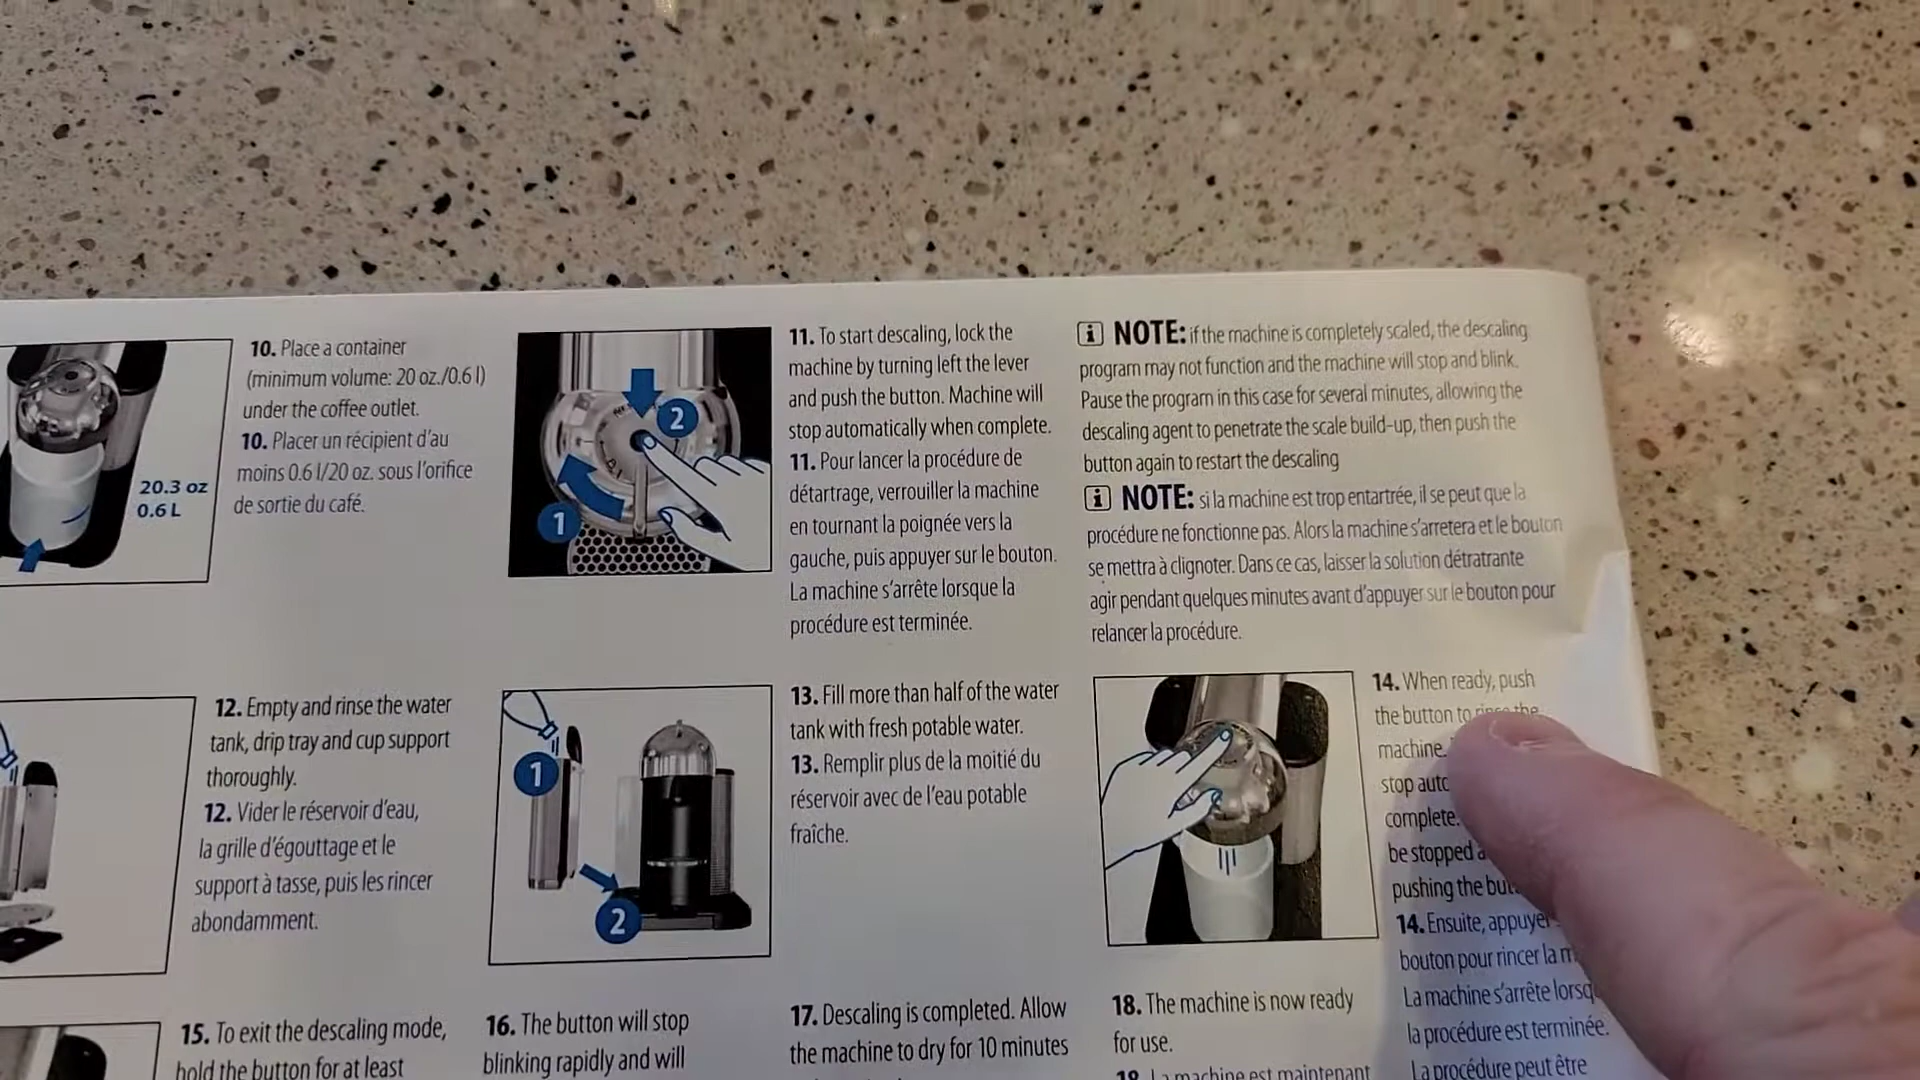 20.3 oz
0.6 L
10. Place a container
(minimum volume: 20 oz./0.6 l)
under the coffee outlet.
10. Placer un récipient d'au
moins 0.6 l/20 oz. sous l'orifice
de sortie du café.
1
2
11. To start descaling, lock the
machine by turning left the lever
and push the button. Machine will
stop automatically when complete.
11. Pour lancer la procédure de
détartrage, verrouiller la machine
en tournant la poignée vers la
gauche, puis appuyer sur le bouton.
La machine s'arrête lorsque la
procédure est terminée.
i NOTE: if the machine is completely scaled, the descaling
program may not function and the machine will stop and blink.
Pause the program in this case for several minutes, allowing the
descaling agent to penetrate the scale build-up, then push the
button again to restart the descaling
i NOTE: si la machine est trop entartrée, il se peut que la
procédure ne fonctionne pas. Alors la machine s'arretera et le bouton
se mettra à clignoter. Dans ce cas, laisser la solution détratrante
agir pendant quelques minutes avant d'appuyer sur le bouton pour
relancer la procédure.
12. Empty and rinse the water
tank, drip tray and cup support
thoroughly.
12. Vider le réservoir d'eau,
la grille d'égouttage et le
support à tasse, puis les rincer
abondamment.
1
2
13. Fill more than half of the water
tank with fresh potable water.
13. Remplir plus de la moitié du
réservoir avec de l'eau potable
fraîche.
14. When ready, push
the button to rinse the
machine.
stop
complete.
be stopped
pushing the
14. Ensuite, appuyer
bouton pour rincer la
La machine s'arrête
la procédure est terminée.
La procédure peut être
15. To exit the descaling mode,
hold the button for at least
16. The button will stop
blinking rapidly and will
17. Descaling is completed. Allow
the machine to dry for 10 minutes
18. The machine is now ready
for use.
18. La machine est maintenant